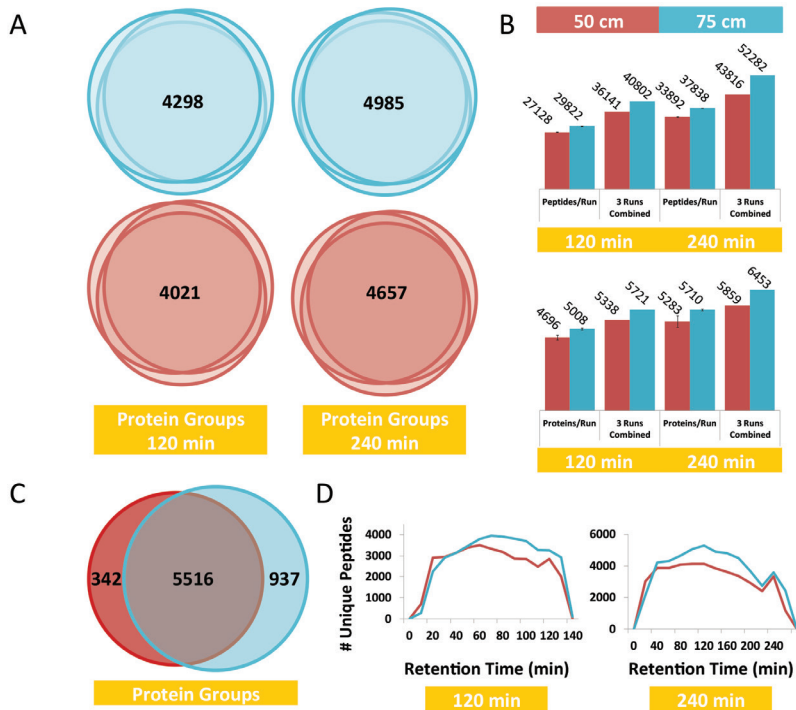 A
4298
4985
4021
4657
Protein Groups
120 min
Protein Groups
240 min
B
50 cm
75 cm
27128
29822
36141
40802
33892
37838
43816
52282
Peptides/Run
3 Runs
Combined
Peptides/Run
3 Runs
Combined
120 min
240 min
4696
5008
5338
5721
5283
5710
5859
6453
Proteins/Run
3 Runs
Combined
Proteins/Run
3 Runs
Combined
120 min
240 min
C
342
5516
937
Protein Groups
D
# Unique Peptides
4000
3000
2000
1000
0
0 20 40 60 80 100 120 140
Retention Time (min)
120 min
6000
4000
2000
0
0 40 80 120 160 200 240
Retention Time (min)
240 min